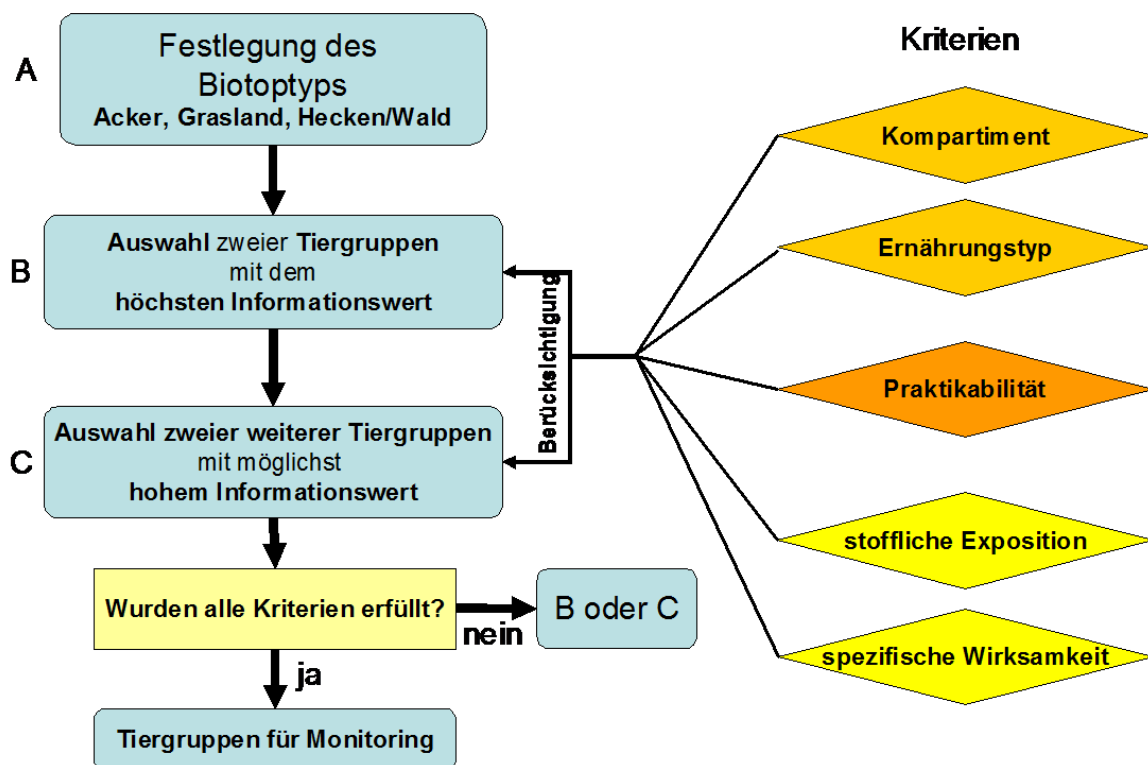 A
Festlegung des
Biotoptyps
Acker, Grasland, Hecken/Wald
B
Auswahl zweier Tiergruppen
mit dem
höchsten Informationswert
C
Auswahl zweier weiterer Tiergruppen
mit möglichst
hohem Informationswert
Wurden alle Kriterien erfüllt?
nein
B oder C
ja
Tiergruppen für Monitoring
Berücksichtigung
Kriterien
Kompartiment
Ernährungstyp
Praktikabilität
stoffliche Exposition
spezifische Wirksamkeit